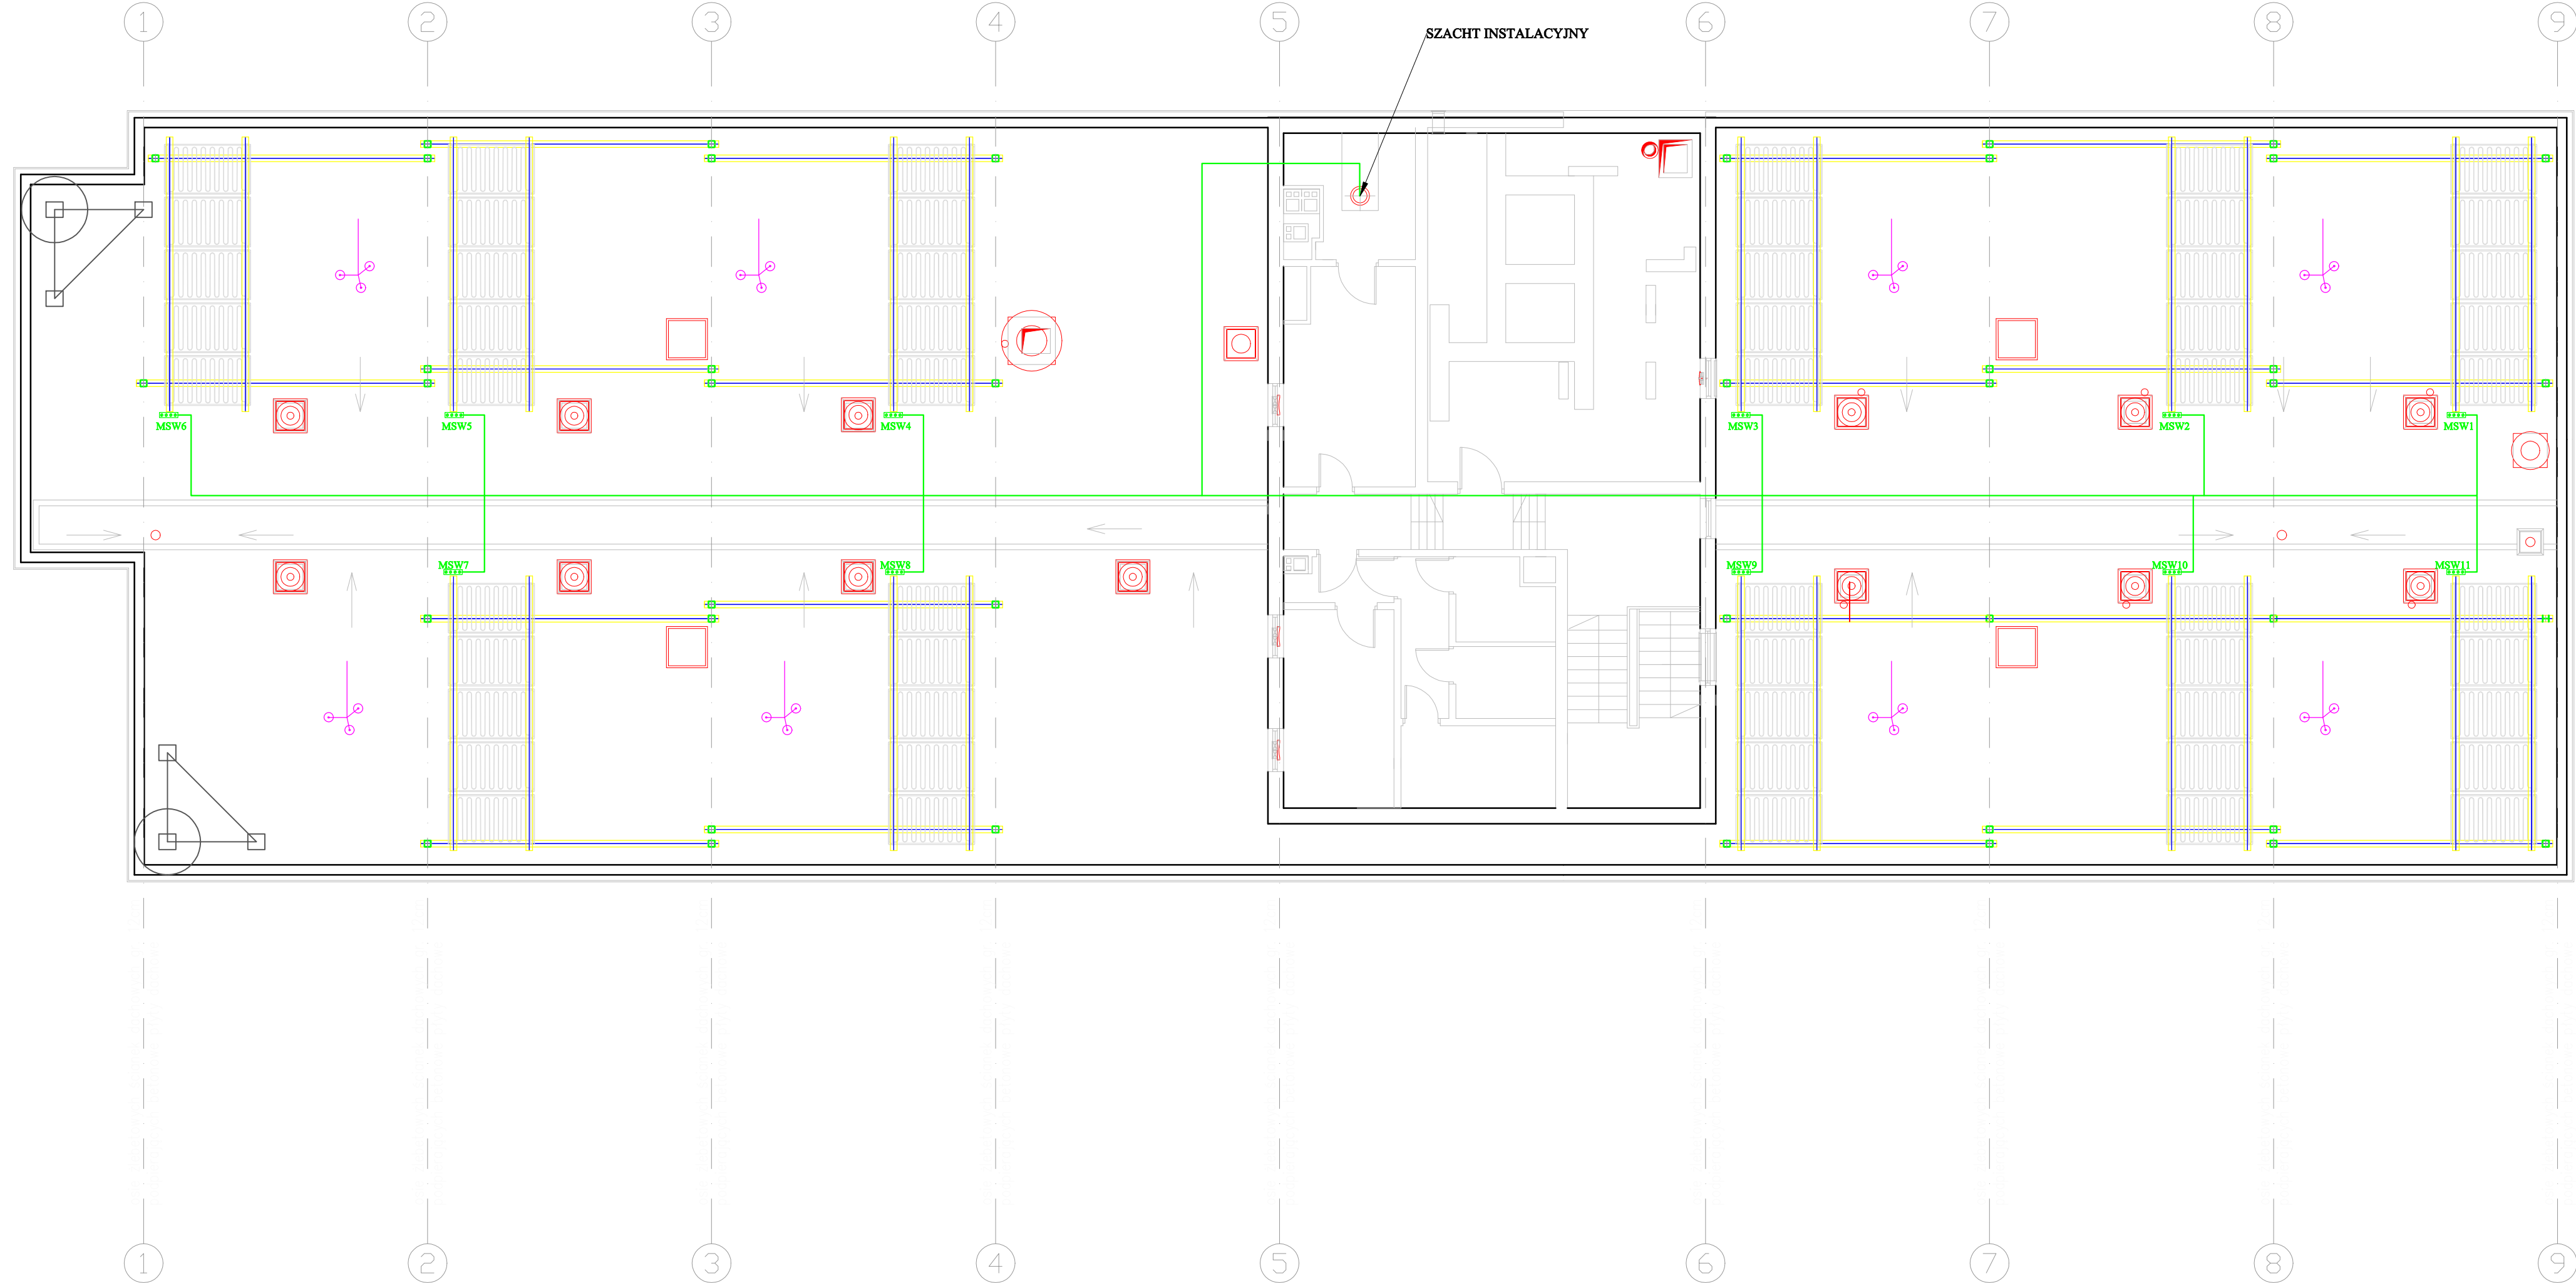 1 2 3 4 5 6 7 8 9
SZACHT INSTALACYJNY
MSW6 MSW5 MSW4 MSW3 MSW2 MSW1
MSW7 MSW8 MSW9 MSW10 MSW11
1 2 3 4 5 6 7 8 9